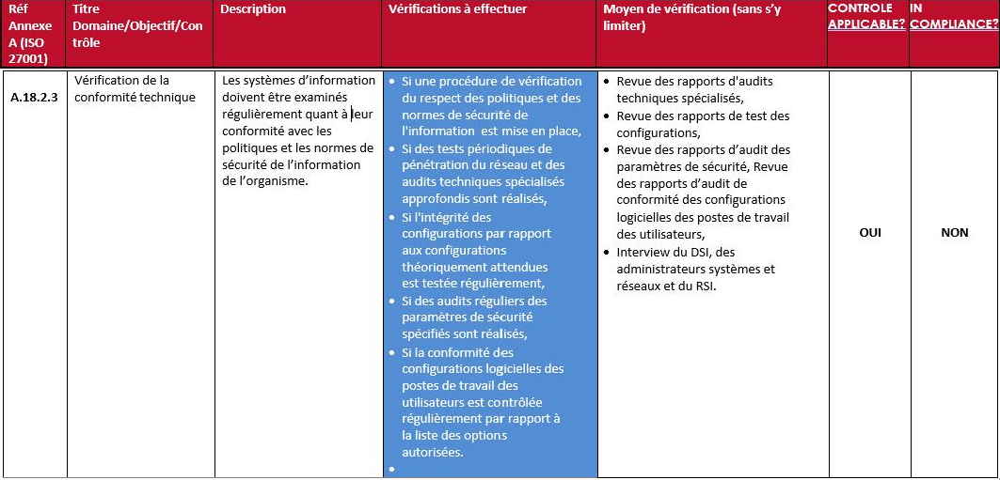 Réf
Annexe
A (ISO
27001)
Titre
Domaine/Objectif/Con
trôle
Description
Vérifications à effectuer
Moyen de vérification (sans s’y
limiter)
CONTROLE
APPLICABLE?
IN
COMPLIANCE?
A.18.2.3
Vérification de la
conformité technique
Les systèmes d’information
doivent être examinés
régulièrement quant à leur
conformité avec les
politiques et les normes de
sécurité de l’information
de l’organisme.
• Si une procédure de vérification
du respect des politiques et des
normes de sécurité de
l'information est mise en place,
• Si des tests périodiques de
pénétration du réseau et des
audits techniques spécialisés
approfondis sont réalisés,
• Si l'intégrité des
configurations par rapport
aux configurations
théoriquement attendues
est testée régulièrement,
• Si des audits réguliers des
paramètres de sécurité
spécifiés sont réalisés,
• Si la conformité des
configurations logicielles des
postes de travail des
utilisateurs est contrôlée
régulièrement par rapport à
la liste des options
autorisées.
•
• Revue des rapports d'audits
techniques spécialisés,
• Revue des rapports de test des
configurations,
• Revue des rapports d’audit des
paramètres de sécurité, Revue
des rapports d’audit de
conformité des configurations
logicielles des postes de travail
des utilisateurs,
• Interview du DSI, des
administrateurs systèmes et
réseaux et du RSI.
OUI
NON